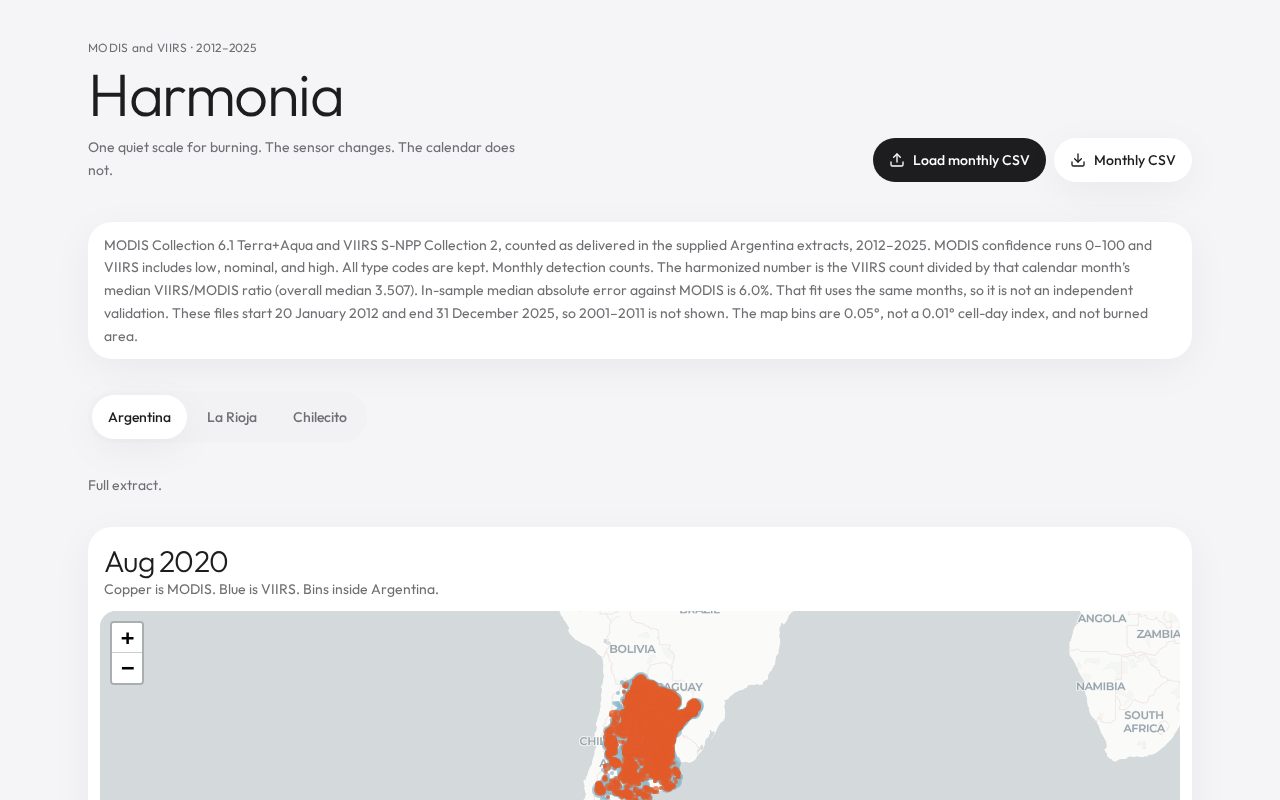 MODIS and VIIRS · 2012–2025
Harmonia
One quiet scale for burning. The sensor changes. The calendar does
not.
Load monthly CSV
Monthly CSV
MODIS Collection 6.1 Terra+Aqua and VIIRS S-NPP Collection 2, counted as delivered in the supplied Argentina extracts, 2012–2025. MODIS confidence runs 0–100 and
VIIRS includes low, nominal, and high. All type codes are kept. Monthly detection counts. The harmonized number is the VIIRS count divided by that calendar month's
median VIIRS/MODIS ratio (overall median 3.507). In-sample median absolute error against MODIS is 6.0%. That fit uses the same months, so it is not an independent
validation. These files start 20 January 2012 and end 31 December 2025, so 2001–2011 is not shown. The map bins are 0.05°, not a 0.01° cell-day index, and not burned
area.
Argentina
La Rioja
Chilecito
Full extract.
Aug 2020
Copper is MODIS. Blue is VIIRS. Bins inside Argentina.
+
−
BOLIVIA
ANGOLA
ZAMBIA
NAMIBIA
SOUTH
AFRICA